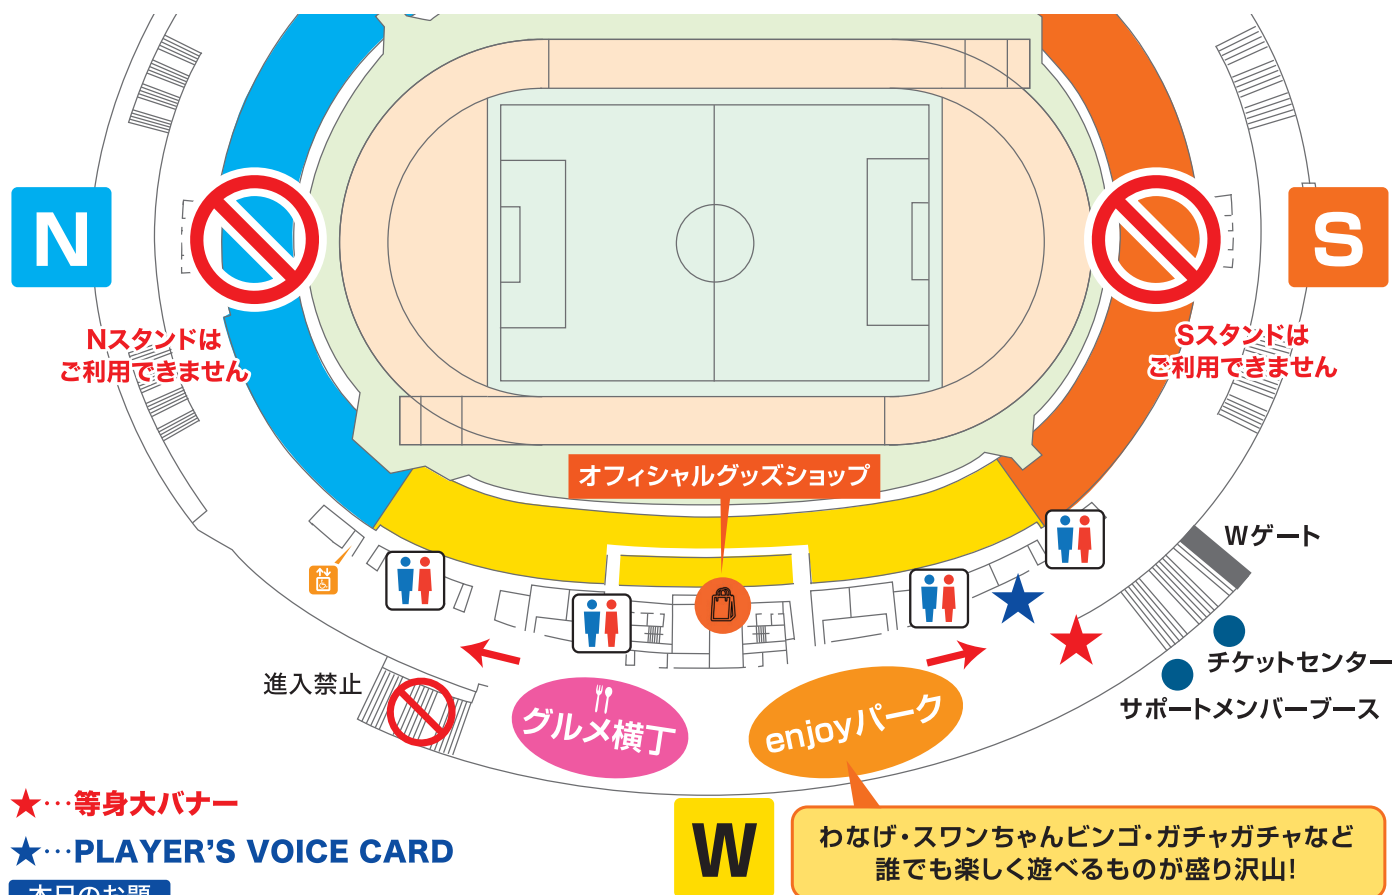 N
S
Nスタンドは
ご利用できません
Sスタンドは
ご利用できません
オフィシャルグッズショップ
Wゲート
チケットセンター
サポートメンバーブース
進入禁止
グルメ横丁
enjoyパーク
★…等身大バナー
★…PLAYER'S VOICE CARD
本日のお題
W
わなげ・スワンちゃんビンゴ・ガチャガチャなど
誰でも楽しく遊べるものが盛り沢山!